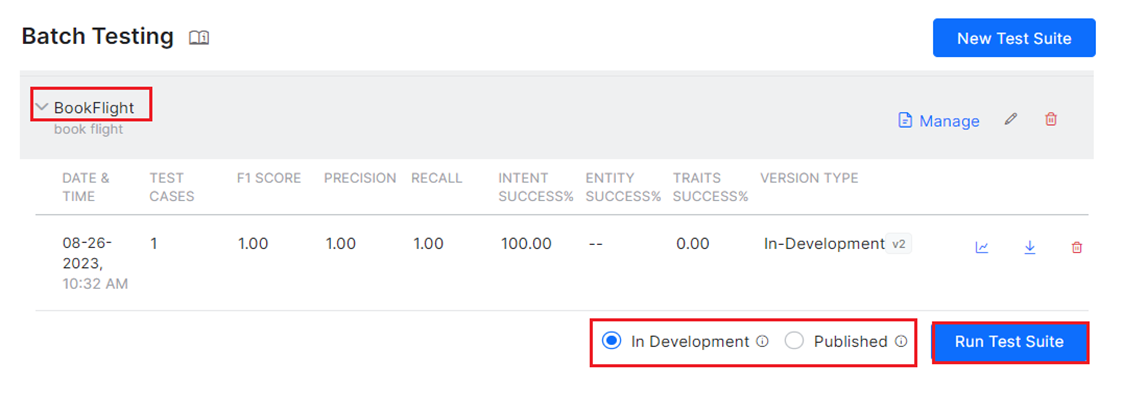 Batch Testing
New Test Suite
BookFlight
book flight
Manage
DATE & TIME
TEST CASES
F1 SCORE
PRECISION
RECALL
INTENT SUCCESS%
ENTITY SUCCESS%
TRAITS SUCCESS%
VERSION TYPE
08-26-2023,
10:32 AM
1
1.00
1.00
1.00
100.00
--
0.00
In-Development v2
In Development
Published
Run Test Suite